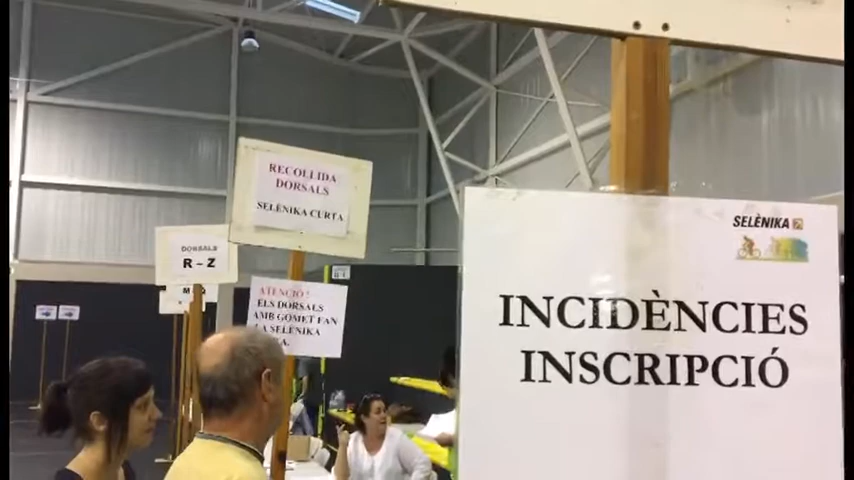 RECOLLIDA
DORSALS
SELÈNIKA CURTA
DORSALS
R – Z
ATENCIÓ!
ELS DORSALS
AMB GOMET FAN
LA SELÈNIKA
SELÈNIKA
INCIDÈNCIES
INSCRIPCIÓ